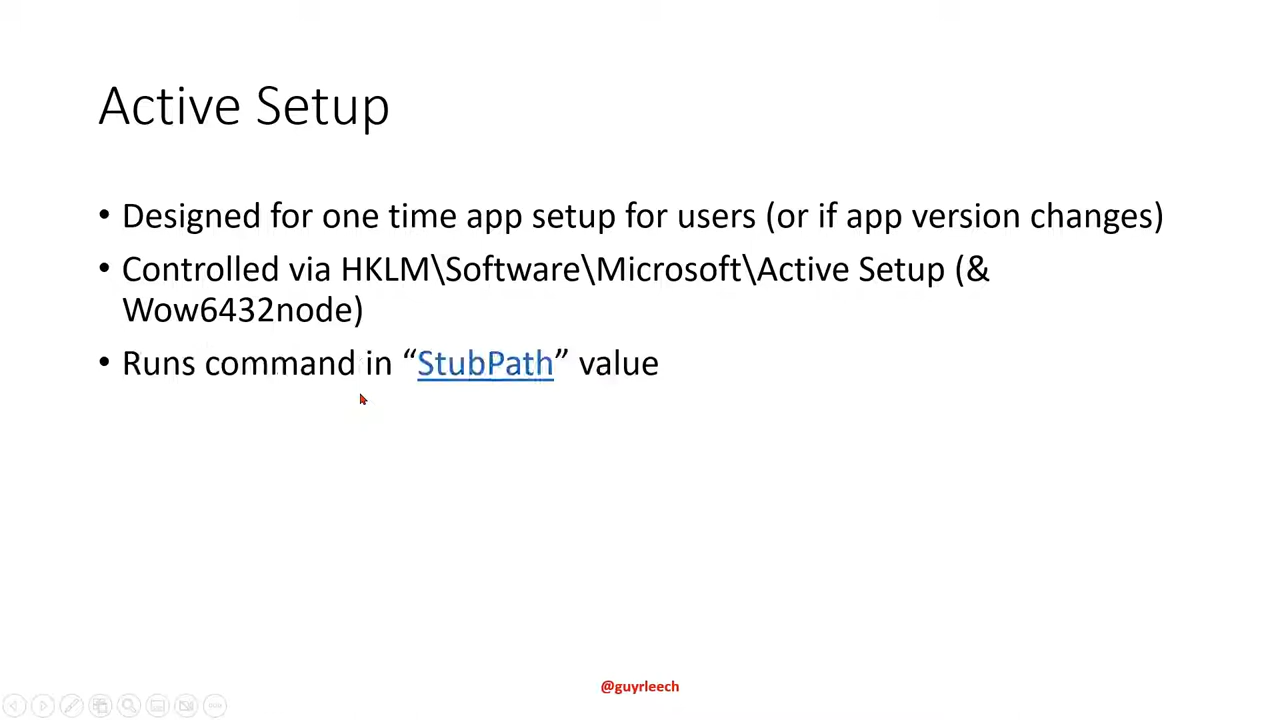 Active Setup
• Designed for one time app setup for users (or if app version changes)
• Controlled via HKLM\Software\Microsoft\Active Setup (&
Wow6432node)
• Runs command in “StubPath” value
@guyrleech